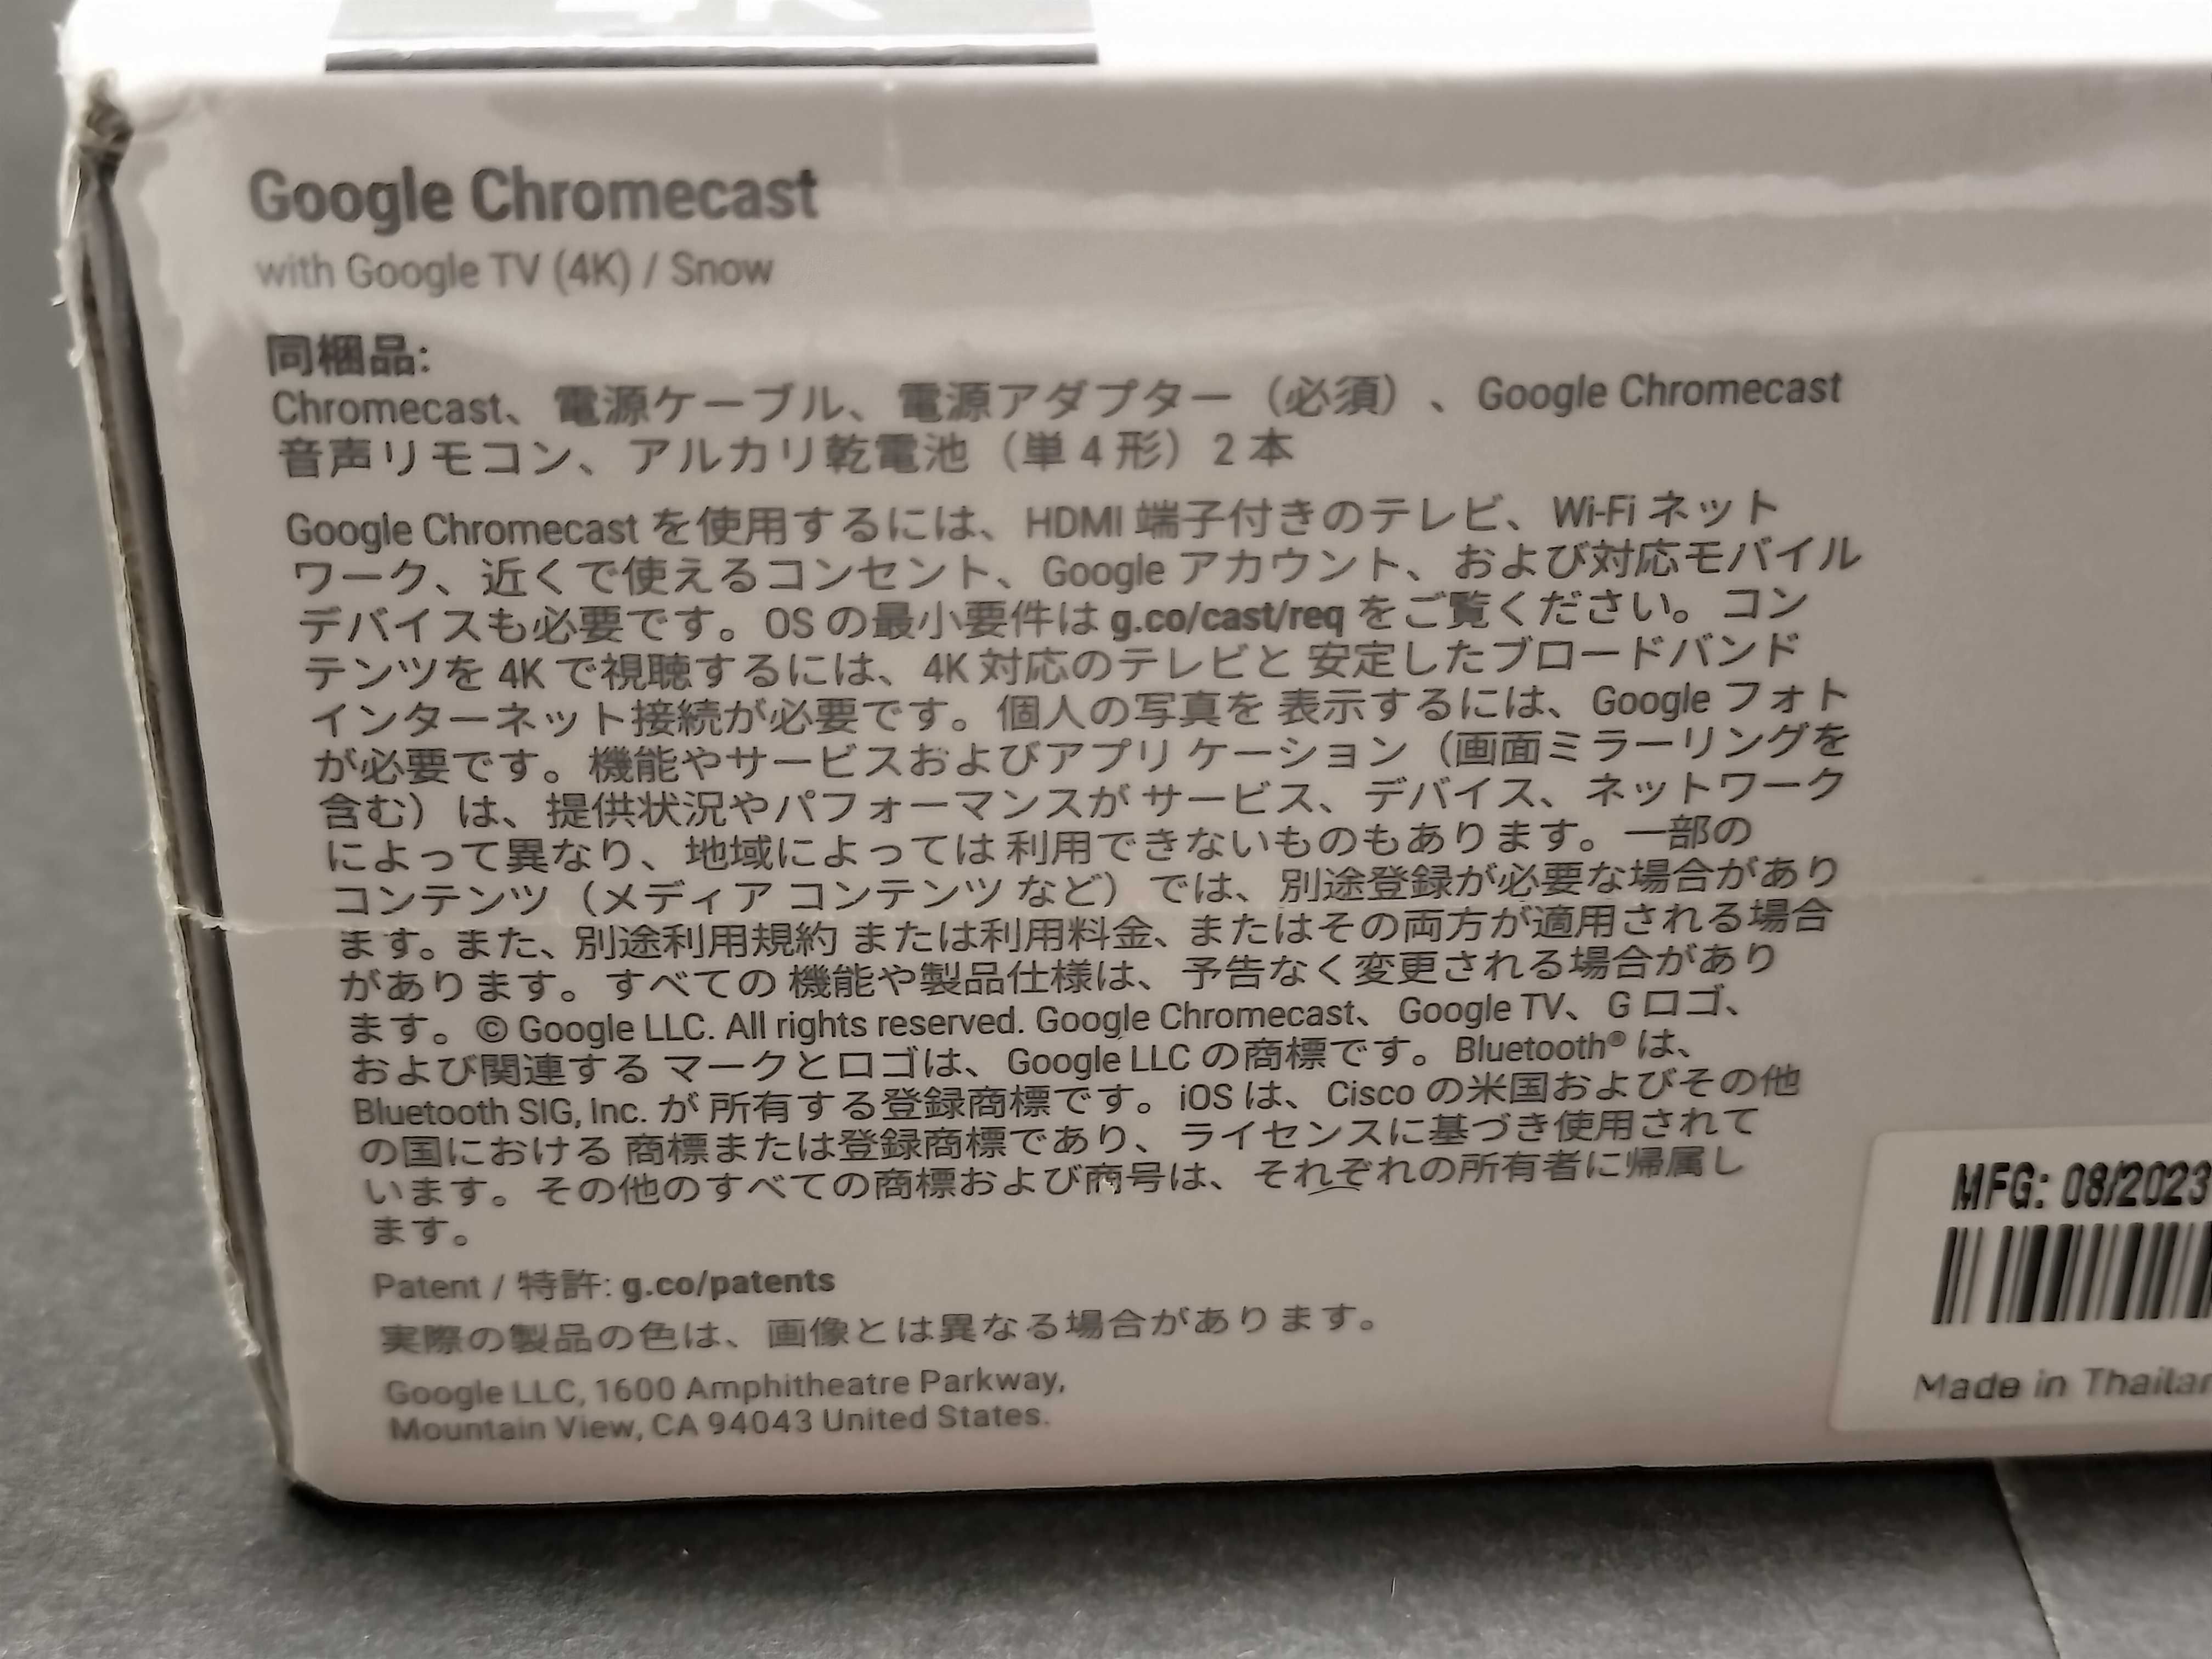 4K
Google Chromecast
with Google TV (4K) / Snow
同梱品:
Chromecast、電源ケーブル、電源アダプター（必須）、Google Chromecast
音声リモコン、アルカリ乾電池（単 4 形）2 本
Google Chromecast を使用するには、HDMI 端子付きのテレビ、Wi-Fi ネット
ワーク、近くで使えるコンセント、Google アカウント、および対応モバイル
デバイスも必要です。OS の最小要件は g.co/cast/req をご覧ください。コン
テンツを 4K で視聴するには、4K 対応のテレビと 安定したブロードバンド
インターネット接続が必要です。個人の写真を 表示するには、Google フォト
が必要です。機能やサービスおよびアプリ ケーション（画面ミラーリングを
含む）は、提供状況やパフォーマンスが サービス、デバイス、ネットワーク
によって異なり、地域によっては 利用できないものもあります。一部の
コンテンツ（メディア コンテンツ など）では、別途登録が必要な場合があり
ます。また、別途利用規約 または利用料金、またはその両方が適用される場合
があります。すべての 機能や製品仕様は、予告なく変更される場合があり
ます。© Google LLC. All rights reserved. Google Chromecast、Google TV、G ロゴ、
および関連する マークとロゴは、Google LLC の商標です。Bluetooth® は、
Bluetooth SIG, Inc. が 所有する登録商標です。iOS は、Cisco の米国およびその他
の国における 商標または登録商標であり、ライセンスに基づき使用されて
います。その他のすべての商標および商号は、それぞれの所有者に帰属し
ます。
Patent / 特許: g.co/patents
実際の製品の色は、画像とは異なる場合があります。
Google LLC, 1600 Amphitheatre Parkway,
Mountain View, CA 94043 United States.
MFG: 08/2023
Made in